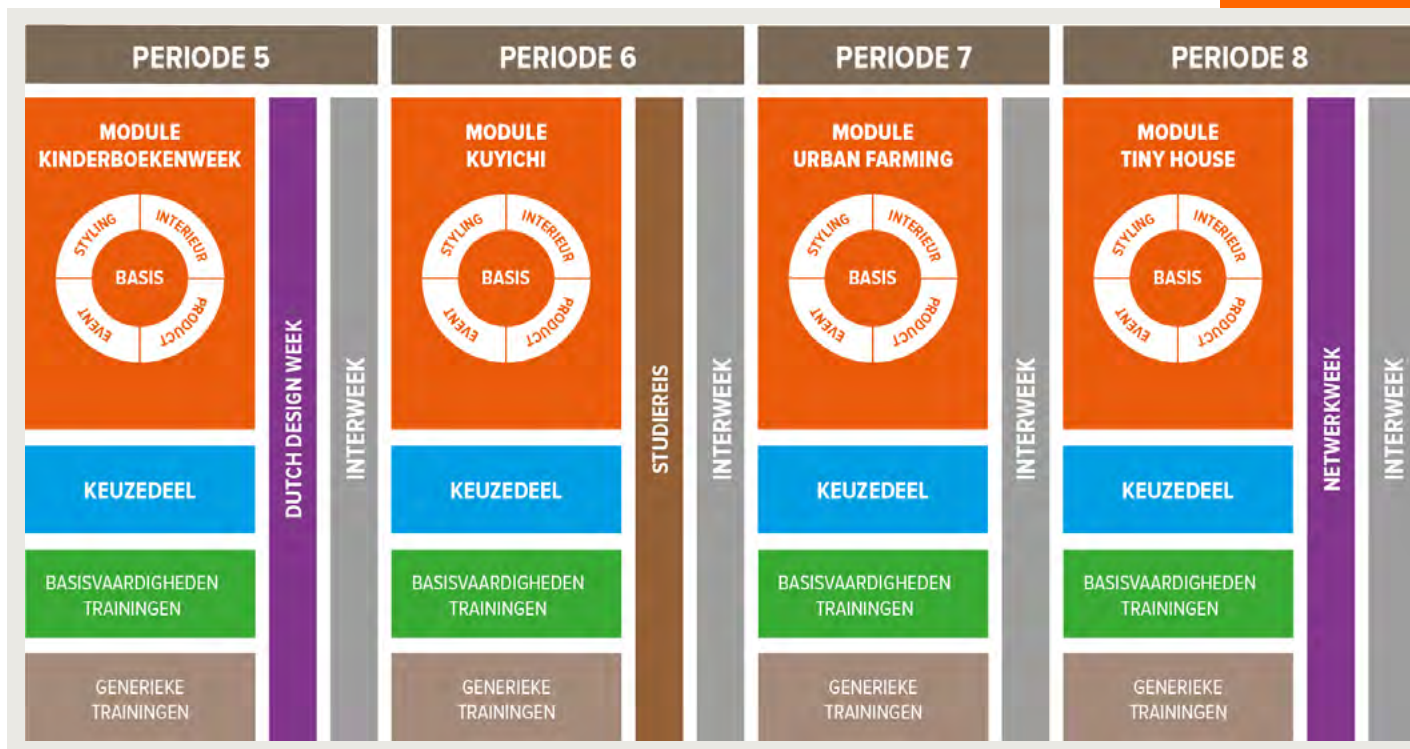 PERIODE 5
MODULE
KINDERBOEKENWEEK
STYLING
INTERIEUR
BASIS
EVENT
PRODUCT
KEUZEDEEL
BASISVAARDIGHEDEN
TRAININGEN
GENERIEKE
TRAININGEN
DUTCH DESIGN WEEK
INTERWEEK
PERIODE 6
MODULE
KUYICHI
STYLING
INTERIEUR
BASIS
EVENT
PRODUCT
KEUZEDEEL
BASISVAARDIGHEDEN
TRAININGEN
GENERIEKE
TRAININGEN
STUDIEREIS
INTERWEEK
PERIODE 7
MODULE
URBAN FARMING
STYLING
INTERIEUR
BASIS
EVENT
PRODUCT
KEUZEDEEL
BASISVAARDIGHEDEN
TRAININGEN
GENERIEKE
TRAININGEN
INTERWEEK
PERIODE 8
MODULE
TINY HOUSE
STYLING
INTERIEUR
BASIS
EVENT
PRODUCT
KEUZEDEEL
BASISVAARDIGHEDEN
TRAININGEN
GENERIEKE
TRAININGEN
NETWERKWEEK
INTERWEEK